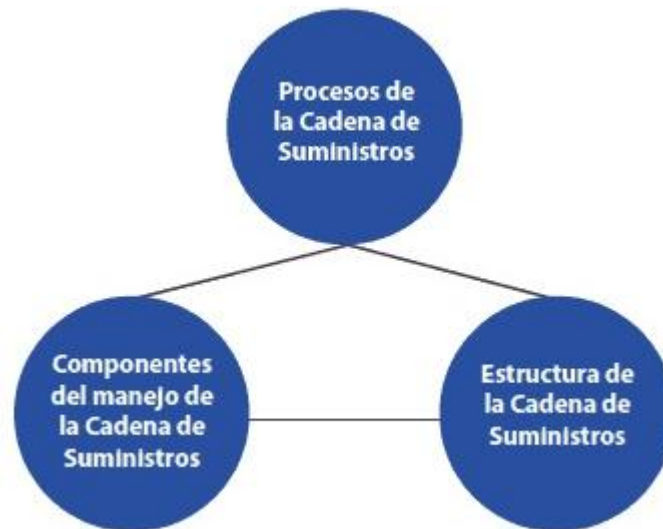 Procesos de
la Cadena de
Suministros
Componentes
del manejo de
la Cadena de
Suministros
Estructura de
la Cadena de
Suministros